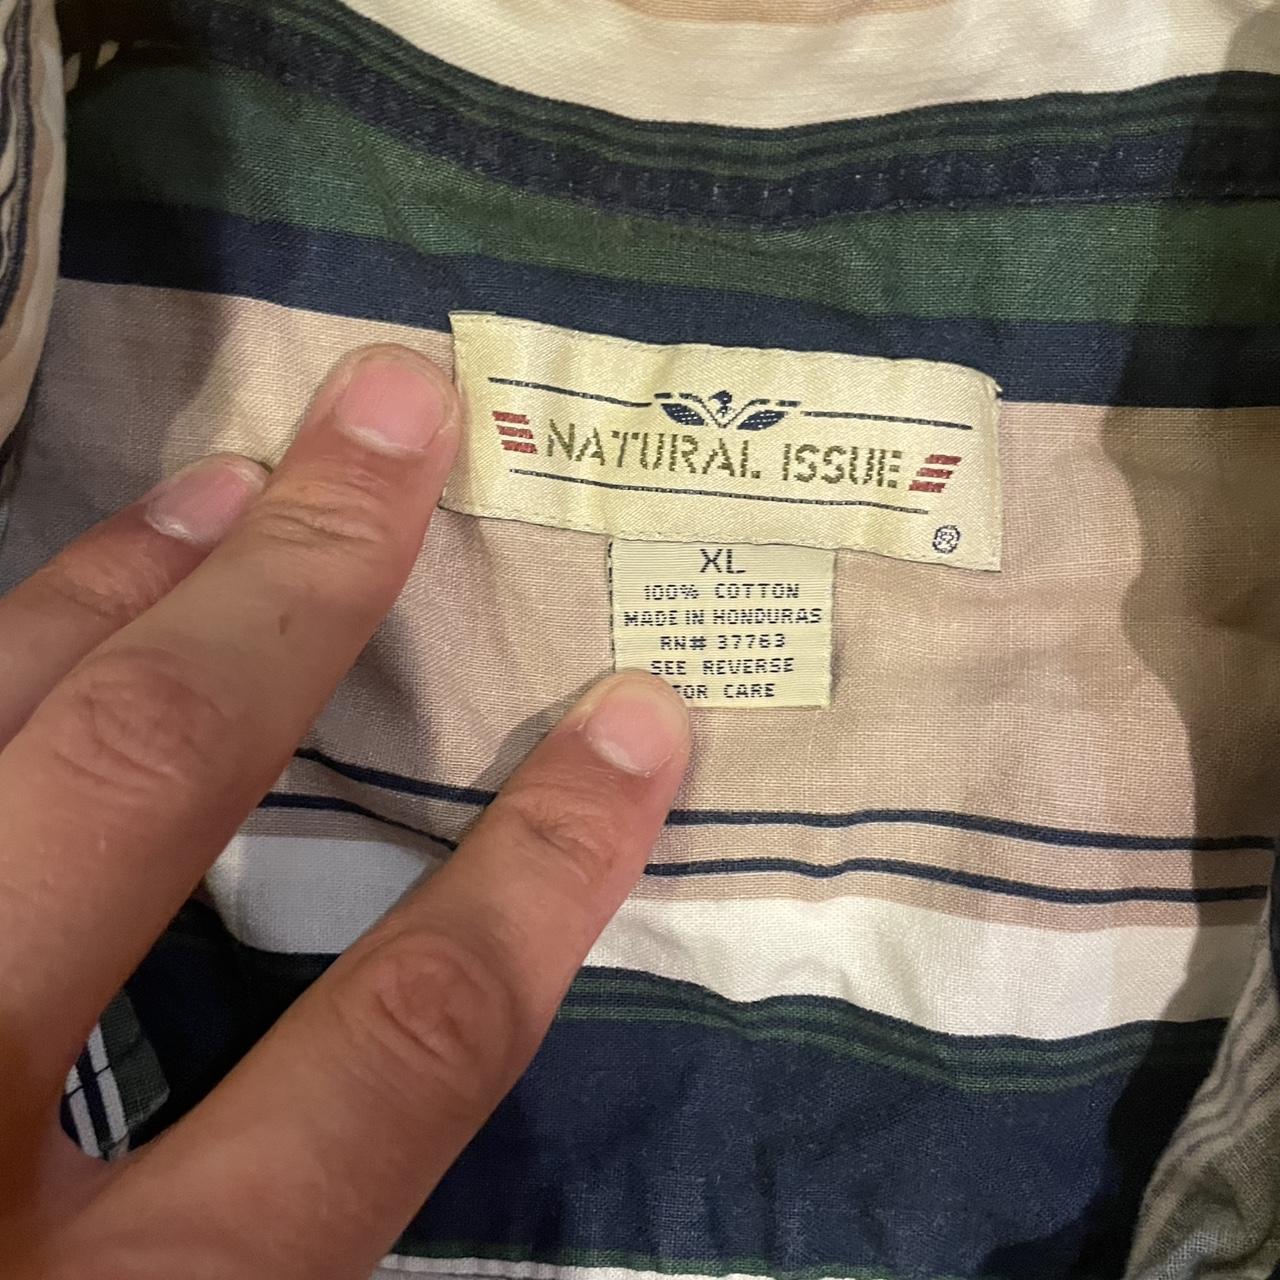 NATURAL ISSUE
®
XL
100% COTTON
MADE IN HONDURAS
RN# 37763
SEE REVERSE
FOR CARE